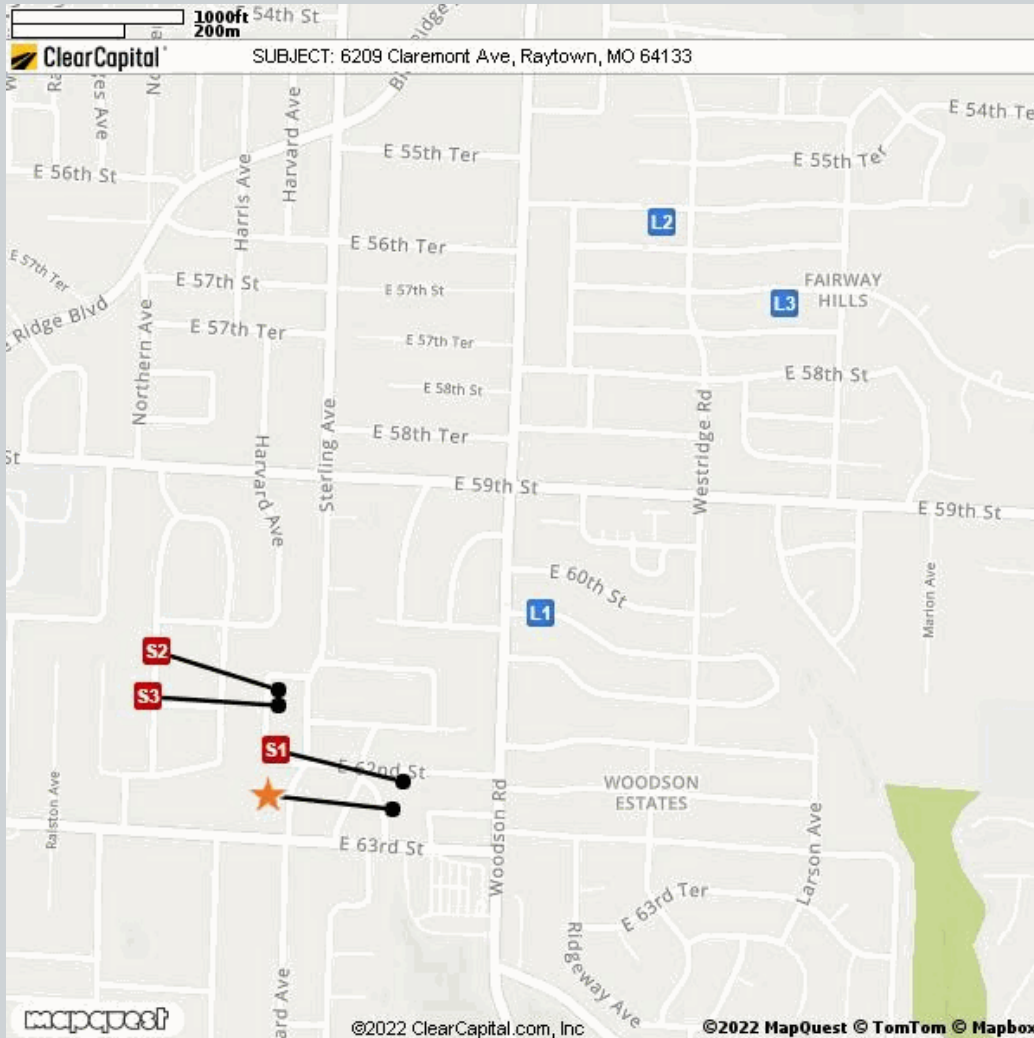 1000ft
200m
E 54th St
ClearCapital
SUBJECT: 6209 Claremont Ave, Raytown, MO 64133
E 54th Te
Harvard Ave
E 55th Ter
E 55th Ter
E 56th St
Harris Ave
L2
E 56th Ter
E 57th Ter
E 57th St
E 57th St
FAIRWAY
HILLS
L3
Ridge Blvd
Northern Ave
E 57th Ter
E 57th Ter
E 58th St
E 58th St
Westridge Rd
E 58th Ter
Sterling Ave
Harvard Ave
St
E 59th St
E 59th St
E 60th St
Marion Ave
L1
S2
S3
S1
E 62nd St
WOODSON
ESTATES
Ralston Ave
Woodson Rd
Larson Ave
E 63rd St
E 63rd Ter
Ridgeway Ave
ard Ave
mapquest
©2022 ClearCapital.com, Inc
©2022 MapQuest © TomTom © Mapbox